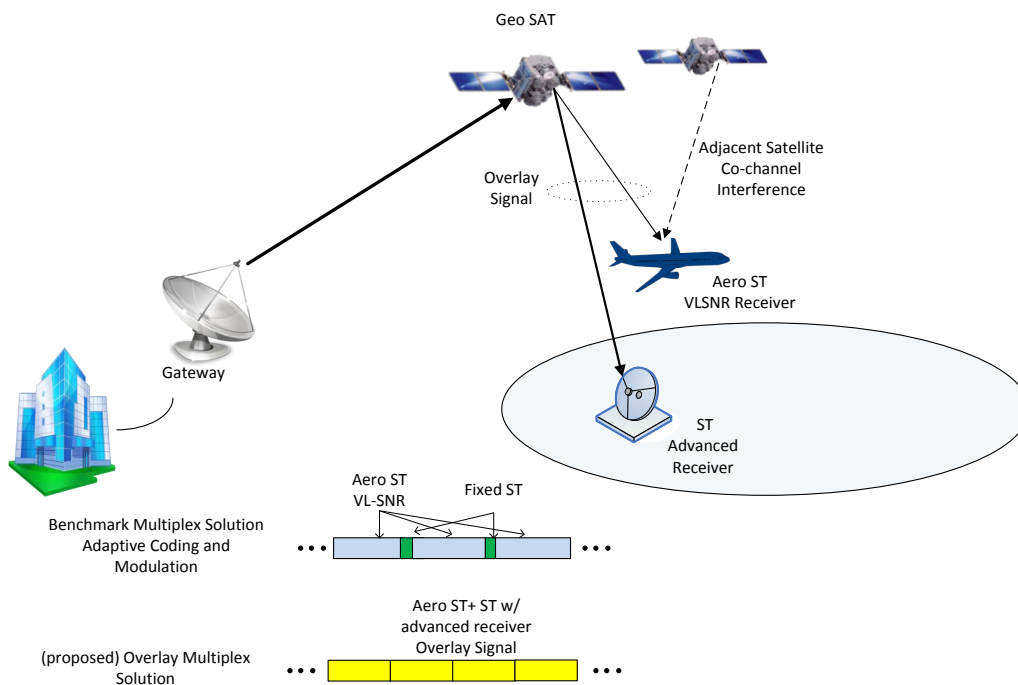 Geo SAT
Adjacent Satellite
Co-channel
Interference
Overlay
Signal
Aero ST
VLSNR Receiver
Gateway
ST
Advanced
Receiver
Aero ST
VL-SNR
Fixed ST
Benchmark Multiplex Solution
Adaptive Coding and
Modulation
Aero ST+ ST w/
advanced receiver
Overlay Signal
(proposed) Overlay Multiplex
Solution